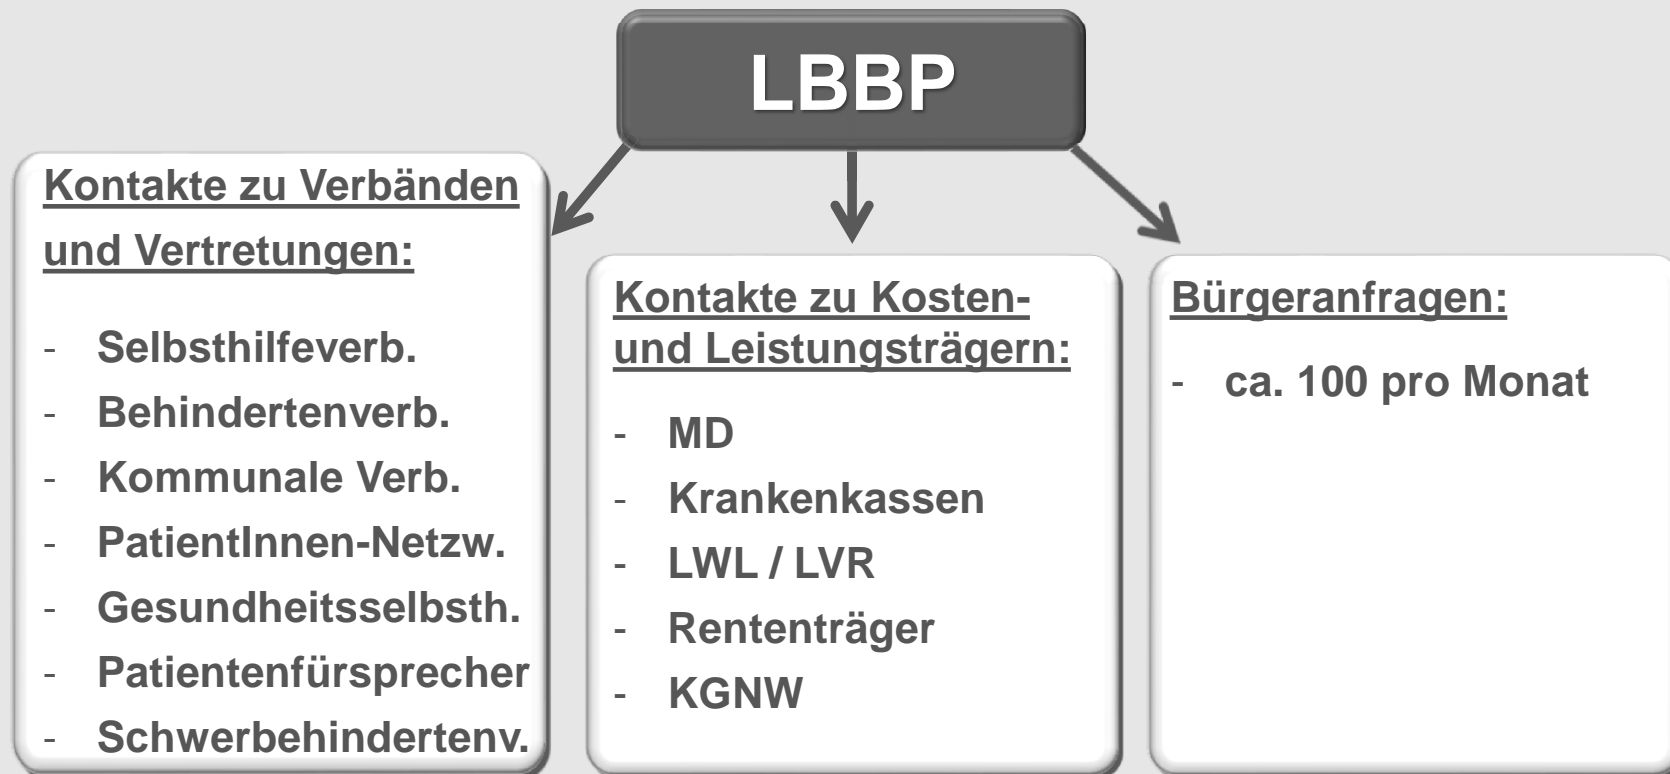 LBBP
Kontakte zu Verbänden
und Vertretungen:
- Selbsthilfeverb.
- Behindertenverb.
- Kommunale Verb.
- PatientInnen-Netzw.
- Gesundheitsselbsth.
- Patientenfürsprecher
- Schwerbehindertenv.
Kontakte zu Kosten-
und Leistungsträgern:
- MD
- Krankenkassen
- LWL / LVR
- Rententräger
- KGNW
Bürgeranfragen:
- ca. 100 pro Monat